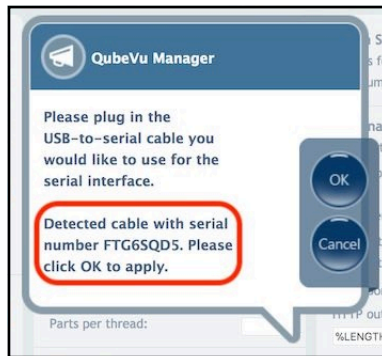 QubeVu Manager
Please plug in the
USB-to-serial cable you
would like to use for the
serial interface.
Detected cable with serial
number FTG6SQD5. Please
click OK to apply.
OK
Cancel
Parts per thread:
%LENGTH